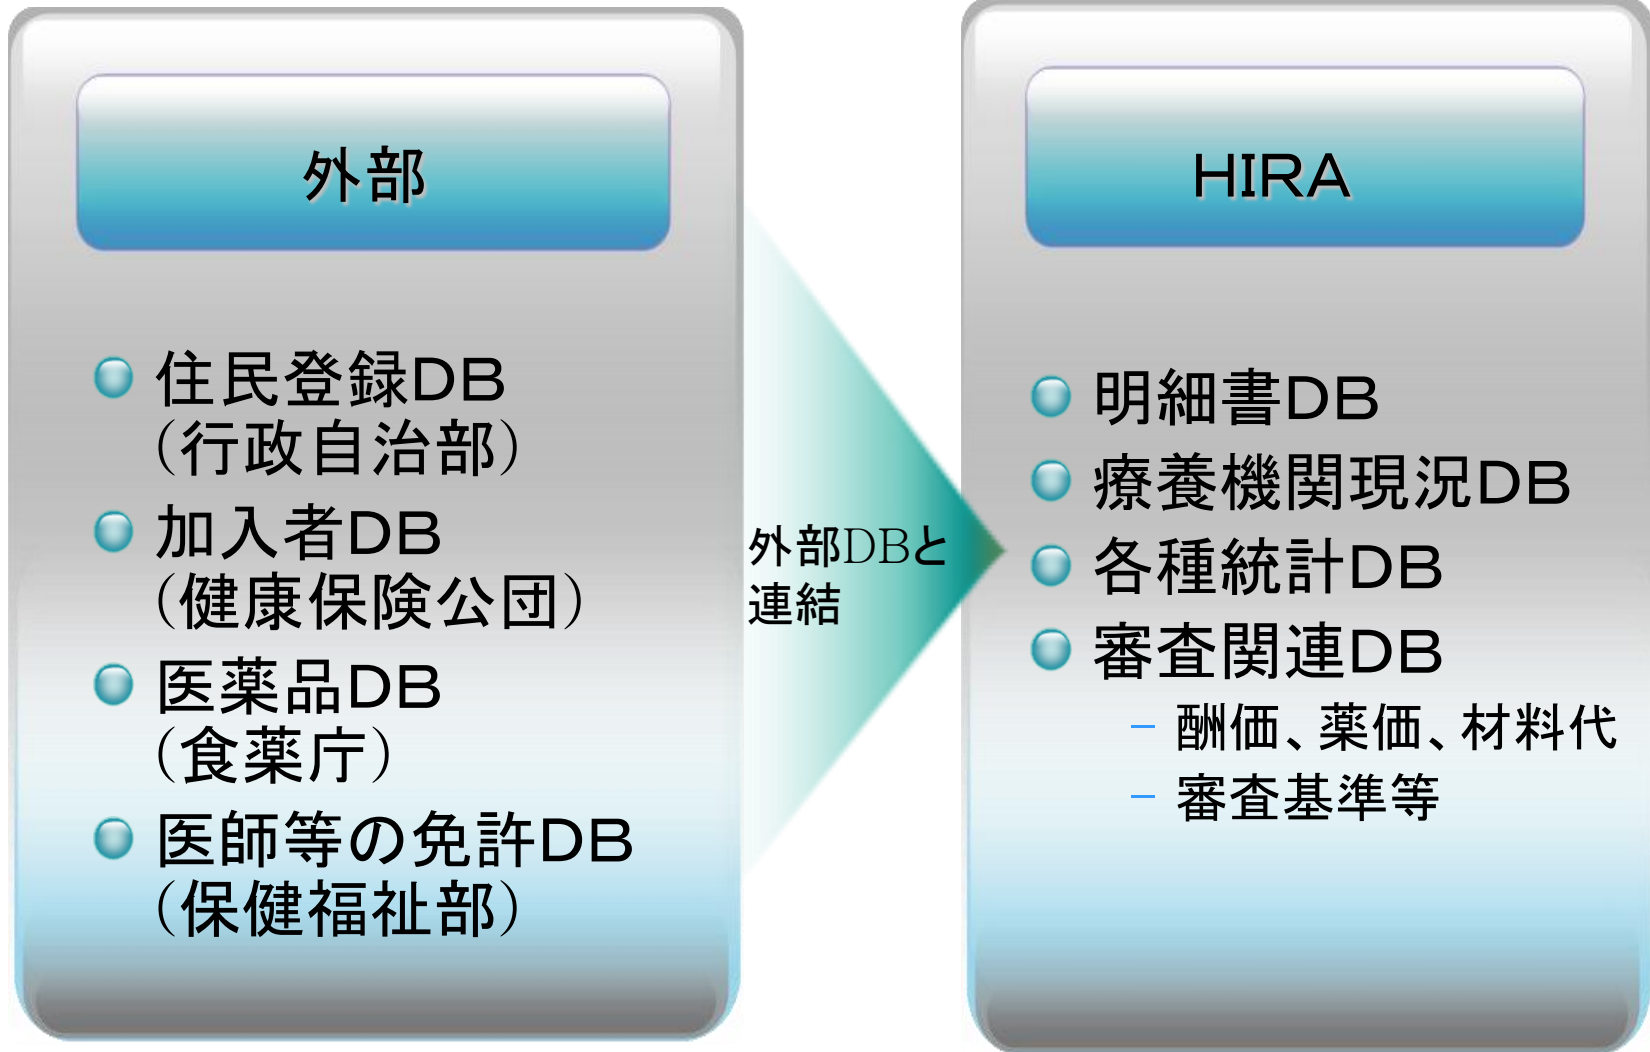 外部
住民登録DB
(行政自治部)
加入者DB
(健康保険公団)
医薬品DB
(食薬庁)
医師等の免許DB
(保健福祉部)
外部DBと
連結
HIRA
明細書DB
療養機関現況DB
各種統計DB
審査関連DB
– 酬価、薬価、材料代
– 審査基準等